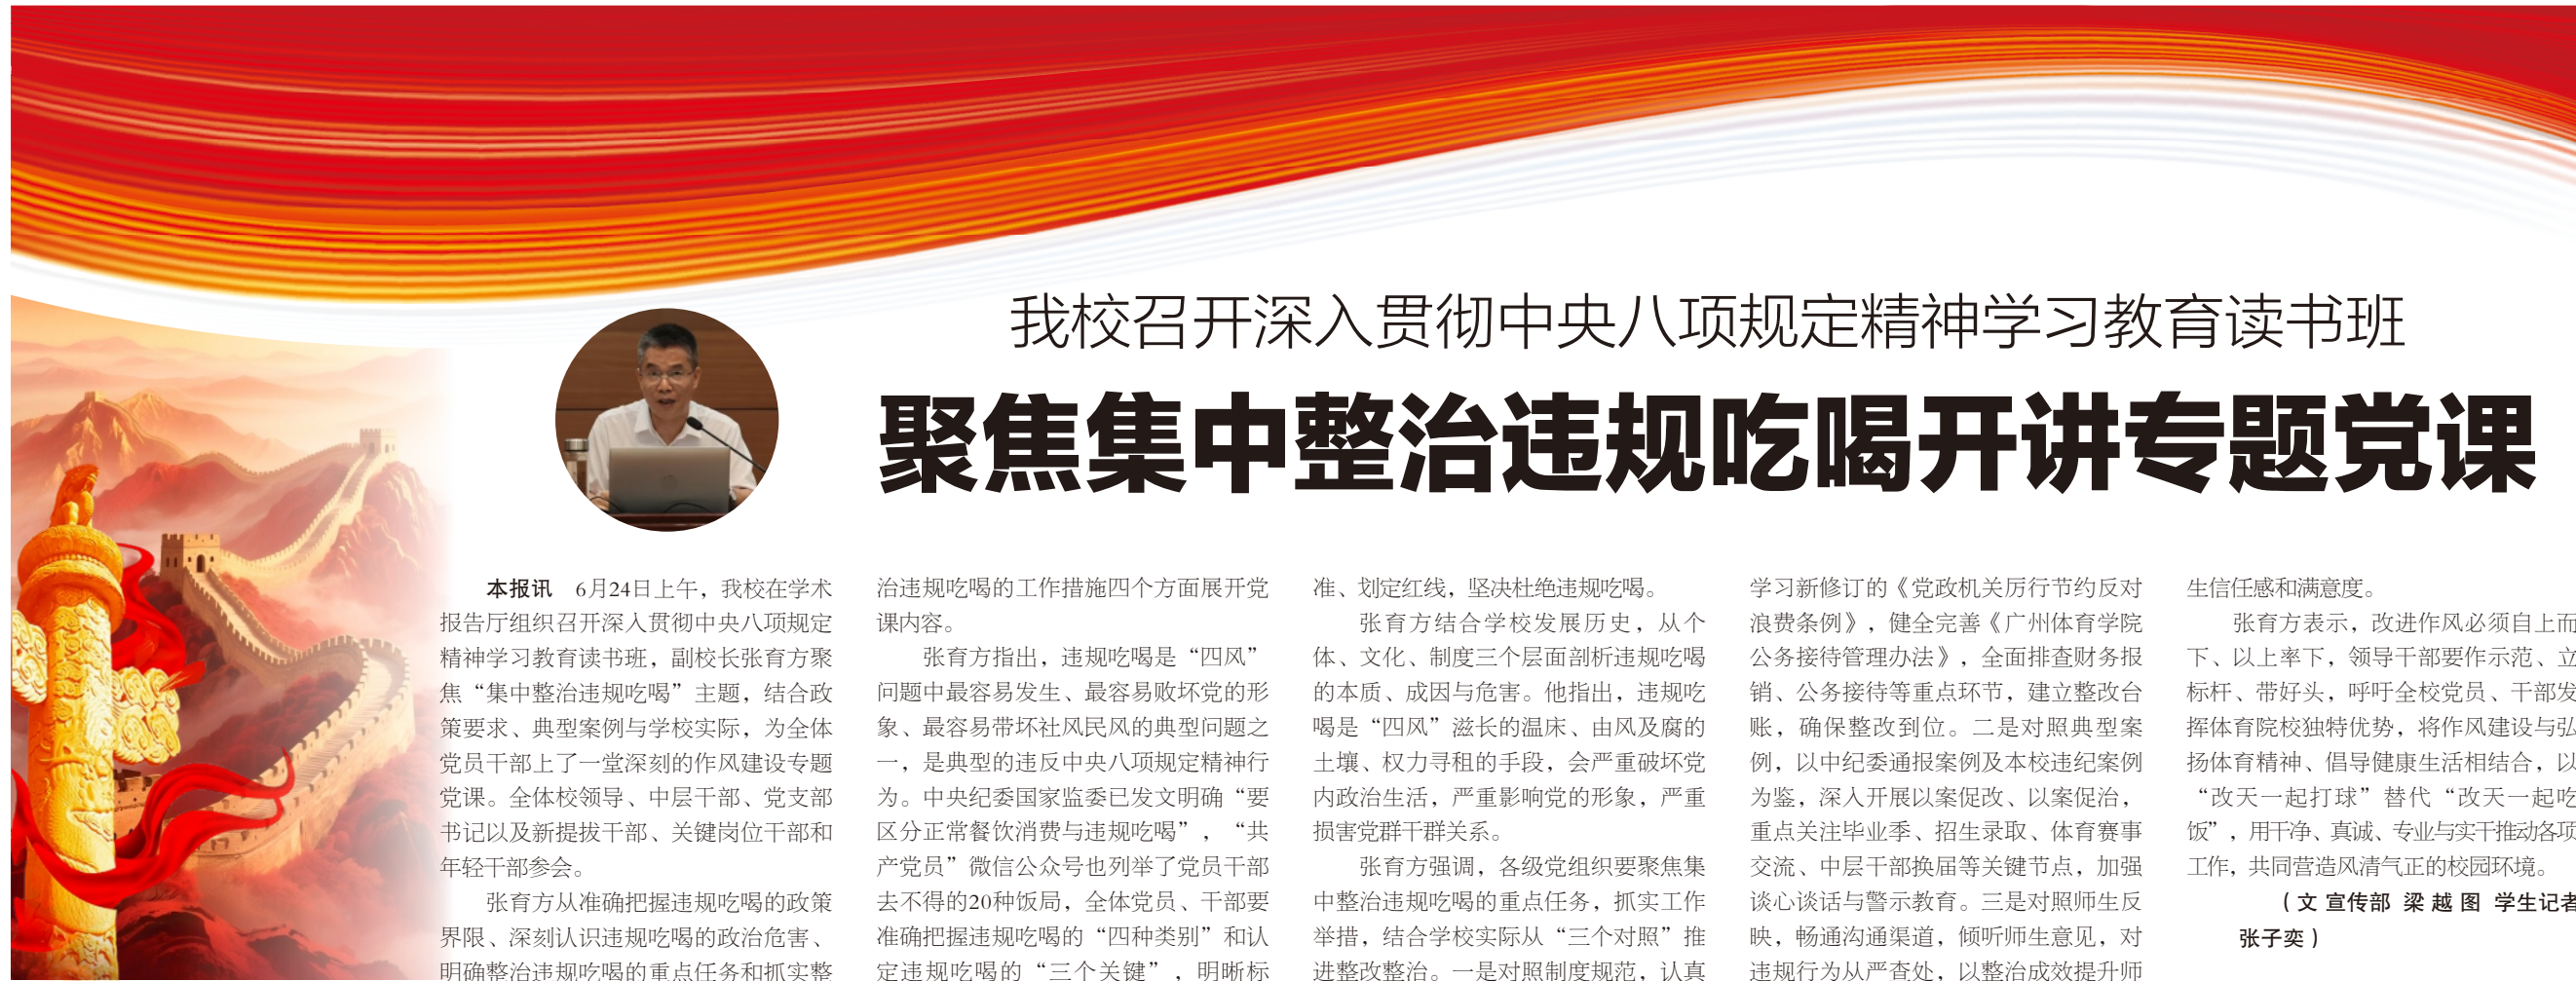 我校召开深入贯彻中央八项规定精神学习教育读书班
聚焦集中整治违规吃喝开讲专题党课
本报讯　6月24日上午，我校在学术
报告厅组织召开深入贯彻中央八项规定
精神学习教育读书班，副校长张育方聚
焦“集中整治违规吃喝”主题，结合政
策要求、典型案例与学校实际，为全体
党员干部上了一堂深刻的作风建设专题
党课。全体校领导、中层干部、党支部
书记以及新提拔干部、关键岗位干部和
年轻干部参会。
张育方从准确把握违规吃喝的政策
界限、深刻认识违规吃喝的政治危害、
明确整治违规吃喝的重点任务和抓实整
治违规吃喝的工作措施四个方面展开党
课内容。
张育方指出，违规吃喝是“四风”
问题中最容易发生、最容易败坏党的形
象、最容易带坏社风民风的典型问题之
一，是典型的违反中央八项规定精神行
为。中央纪委国家监委已发文明确“要
区分正常餐饮消费与违规吃喝”，“共
产党员”微信公众号也列举了党员干部
去不得的20种饭局，全体党员、干部要
准确把握违规吃喝的“四种类别”和认
定违规吃喝的“三个关键”，明晰标
准、划定红线，坚决杜绝违规吃喝。
张育方结合学校发展历史，从个
体、文化、制度三个层面剖析违规吃喝
的本质、成因与危害。他指出，违规吃
喝是“四风”滋长的温床、由风及腐的
土壤、权力寻租的手段，会严重破坏党
内政治生活，严重影响党的形象，严重
损害党群干群关系。
张育方强调，各级党组织要聚焦集
中整治违规吃喝的重点任务，抓实工作
举措，结合学校实际从“三个对照”推
进整改整治。一是对照制度规范，认真
学习新修订的《党政机关厉行节约反对
浪费条例》，健全完善《广州体育学院
公务接待管理办法》，全面排查财务报
销、公务接待等重点环节，建立整改台
账，确保整改到位。二是对照典型案
例，以中纪委通报案例及本校违纪案例
为鉴，深入开展以案促改、以案促治，
重点关注毕业季、招生录取、体育赛事
交流、中层干部换届等关键节点，加强
谈心谈话与警示教育。三是对照师生反
映，畅通沟通渠道，倾听师生意见，对
违规行为从严查处，以整治成效提升师
生信任感和满意度。
张育方表示，改进作风必须自上而
下、以上率下，领导干部要作示范、立
标杆、带好头，呼吁全校党员、干部发
挥体育院校独特优势，将作风建设与弘
扬体育精神、倡导健康生活相结合，以
“改天一起打球”替代“改天一起吃
饭”，用干净、真诚、专业与实干推动各项
工作，共同营造风清气正的校园环境。
（文 宣传部 梁 越 图 学生记者
张子奕）